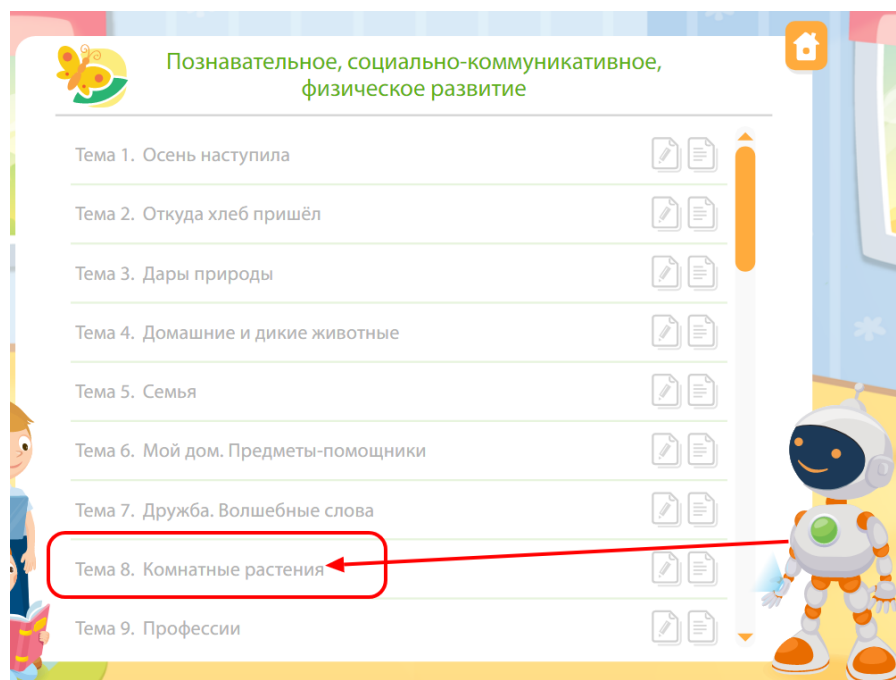 Познавательное, социально-коммуникативное,
физическое развитие
Тема 1. Осень наступила
Тема 2. Откуда хлеб пришёл
Тема 3. Дары природы
Тема 4. Домашние и дикие животные
Тема 5. Семья
Тема 6. Мой дом. Предметы-помощники
Тема 7. Дружба. Волшебные слова
Тема 8. Комнатные растения
Тема 9. Профессии